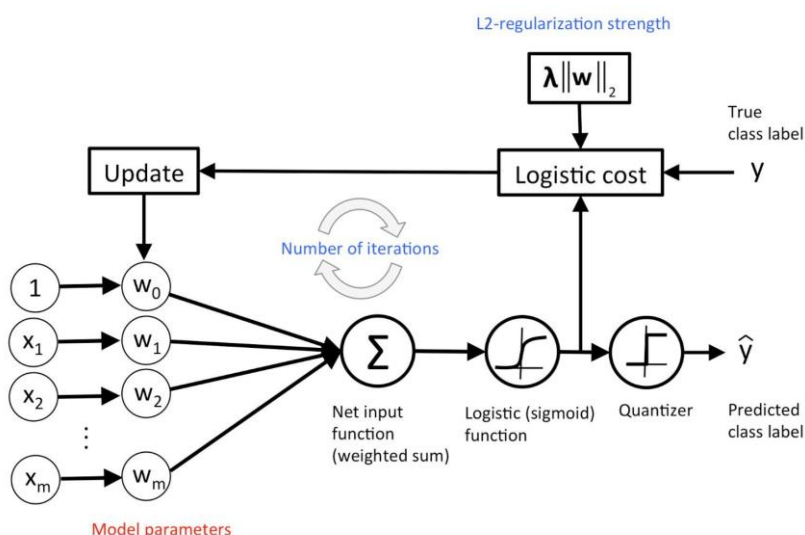 L2-regularization strength
λ‖w‖₂
True
class label
Update
Logistic cost
y
Number of iterations
1
w₀
x₁
w₁
x₂
w₂
⋮
xₘ
wₘ
Σ
ŷ
Net input
function
(weighted sum)
Logistic (sigmoid)
function
Quantizer
Predicted
class label
Model parameters